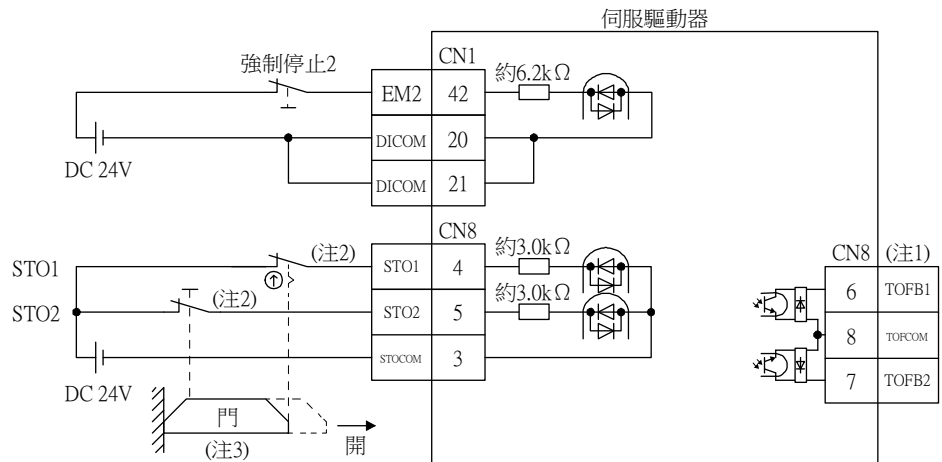 伺服驅動器
CN1
強制停止2
約6.2kΩ
EM2 42
DICOM 20
DC 24V
DICOM 21
CN8
STO1 (注2) STO1 4 約3.0kΩ
STO2 (注2) STO2 5 約3.0kΩ
STOCOM 3
DC 24V
門
(注3)
開
CN8 (注1)
6 TOFB1
8 TOFCOM
7 TOFB2